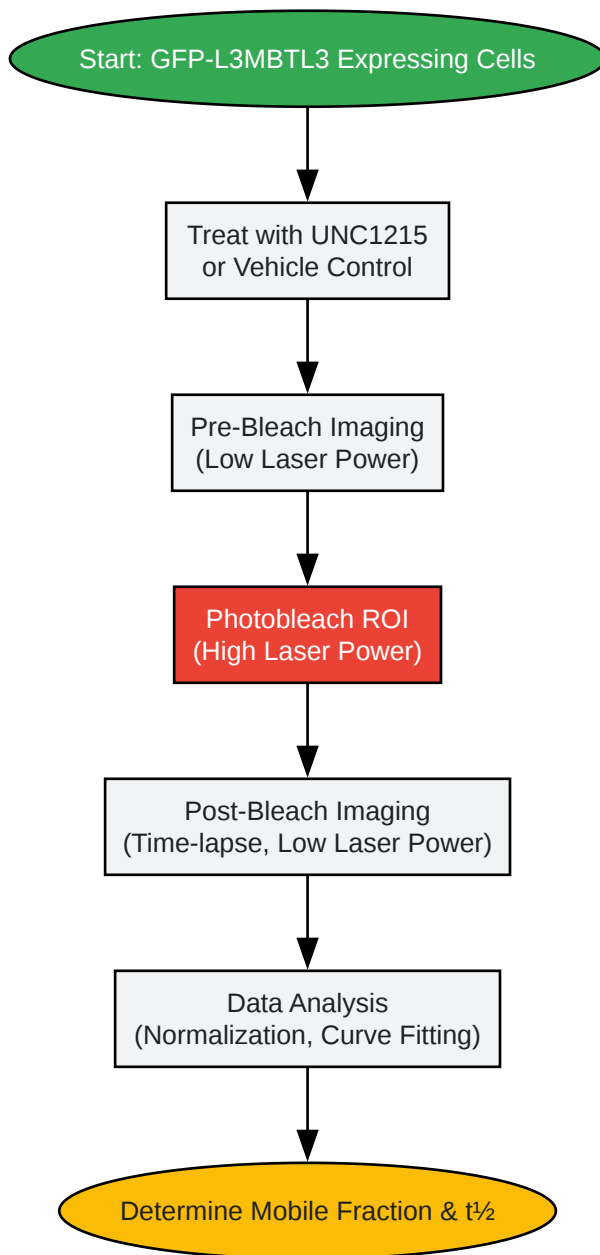 Start: GFP-L3MBTL3 Expressing Cells
Treat with UNC1215
or Vehicle Control
Pre-Bleach Imaging
(Low Laser Power)
Photobleach ROI
(High Laser Power)
Post-Bleach Imaging
(Time-lapse, Low Laser Power)
Data Analysis
(Normalization, Curve Fitting)
Determine Mobile Fraction & t½